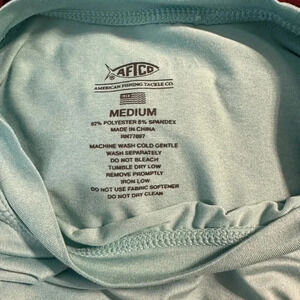 AFTCO
AMERICAN FISHING TACKLE CO.
MEDIUM
92% POLYESTER 8% SPANDEX
MADE IN CHINA
RN77697
MACHINE WASH COLD GENTLE
WASH SEPARATELY
DO NOT BLEACH
TUMBLE DRY LOW
REMOVE PROMPTLY
IRON LOW
DO NOT USE FABRIC SOFTENER
DO NOT DRY CLEAN